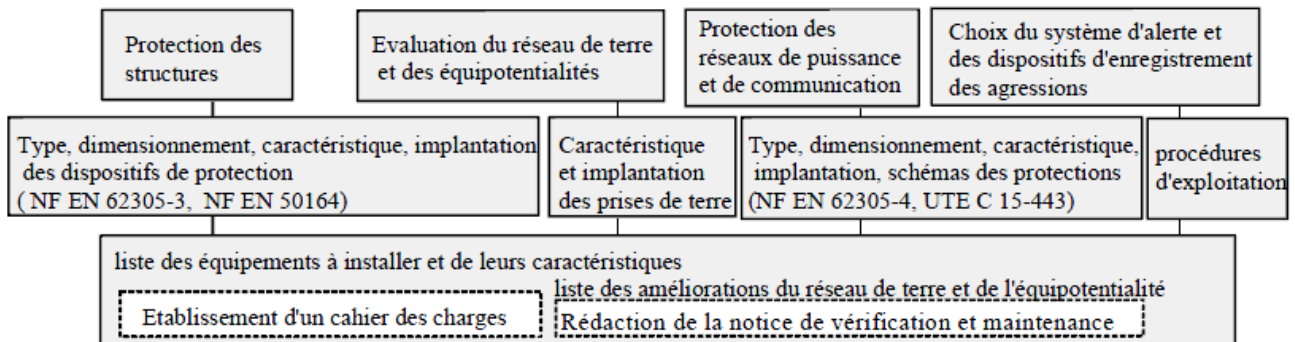 Protection des
structures
Evaluation du réseau de terre
et des équipotentialités
Protection des
réseaux de puissance
et de communication
Choix du système d'alerte et
des dispositifs d'enregistrement
des agressions
Type, dimensionnement, caractéristique, implantation
des dispositifs de protection
( NF EN 62305-3, NF EN 50164)
Caractéristique
et implantation
des prises de terre
Type, dimensionnement, caractéristique,
implantation, schémas des protections
(NF EN 62305-4, UTE C 15-443)
procédures
d'exploitation
liste des équipements à installer et de leurs caractéristiques
liste des améliorations du réseau de terre et de l'équipotentialité
Etablissement d'un cahier des charges
Rédaction de la notice de vérification et maintenance